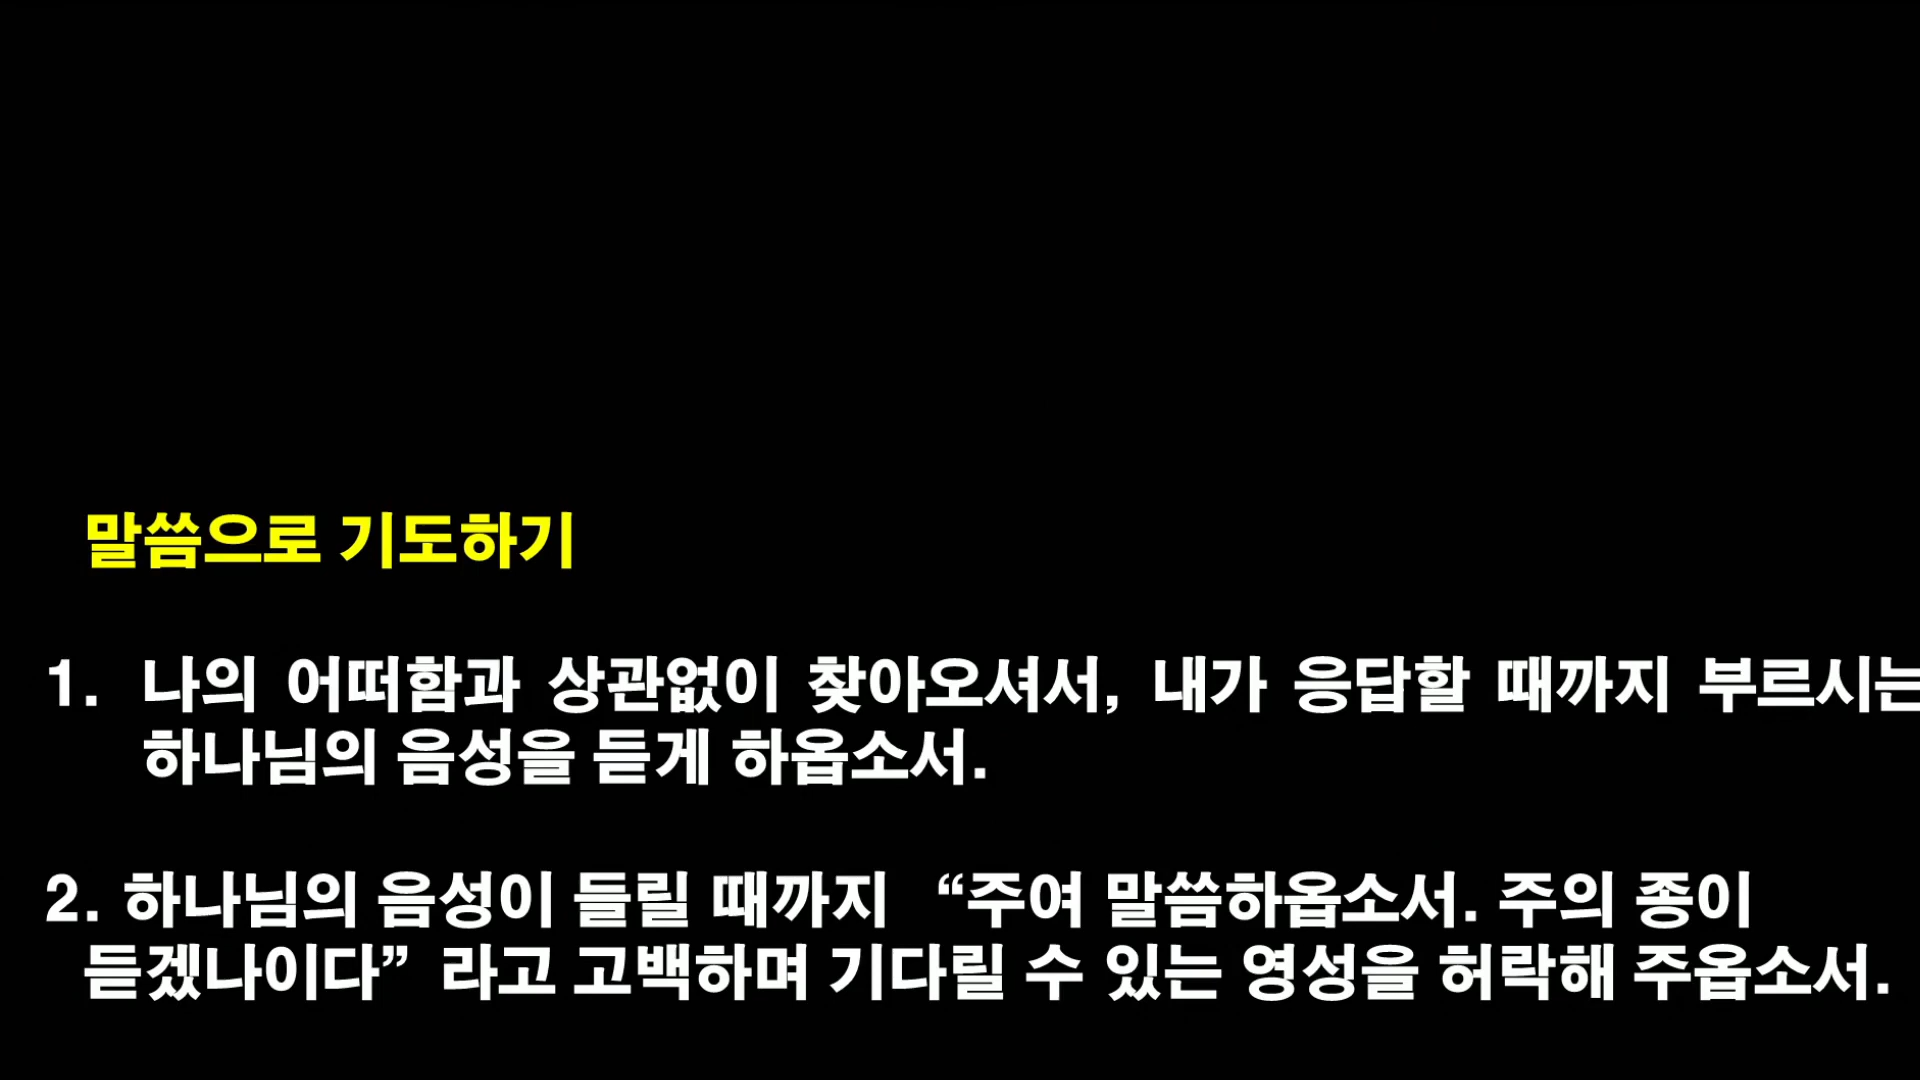 말씀으로 기도하기
1. 나의 어떠함과 상관없이 찾아오셔서, 내가 응답할 때까지 부르시는
하나님의 음성을 듣게 하옵소서.
2. 하나님의 음성이 들릴 때까지 “주여 말씀하옵소서. 주의 종이
듣겠나이다” 라고 고백하며 기다릴 수 있는 영성을 허락해 주옵소서.